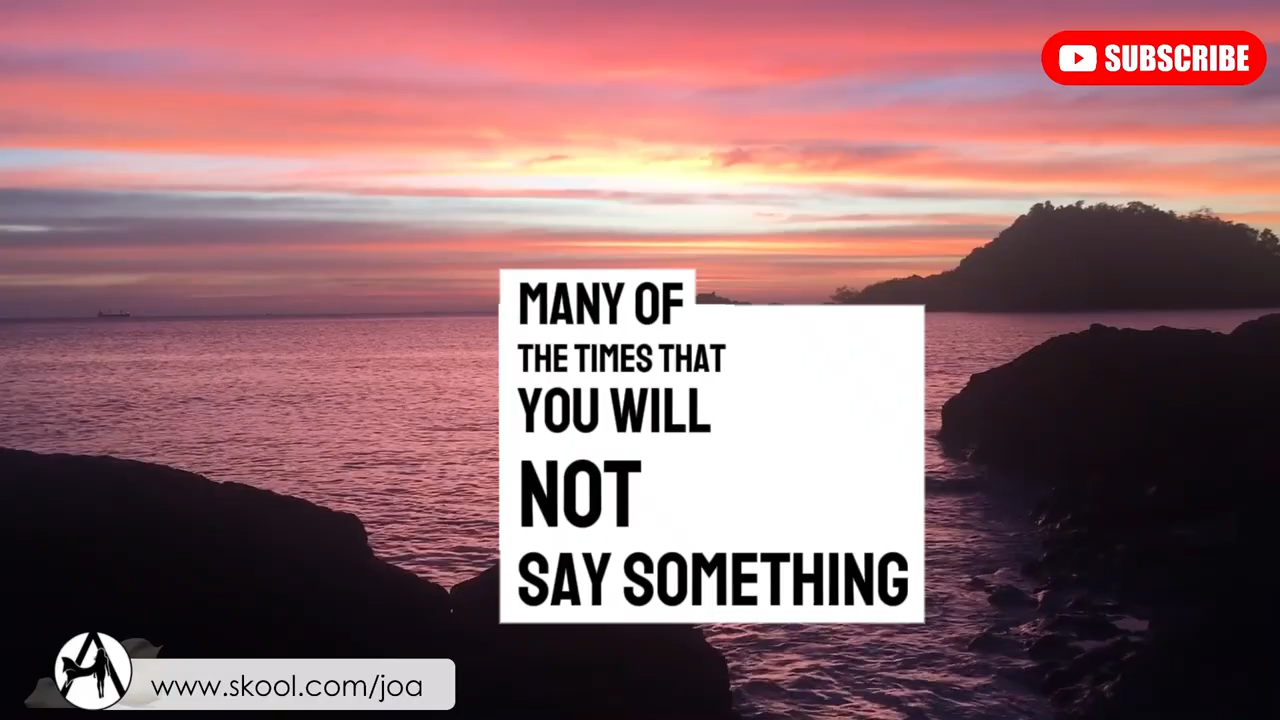 SUBSCRIBE
MANY OF
THE TIMES THAT
YOU WILL
NOT
SAY SOMETHING
www.skool.com/joa